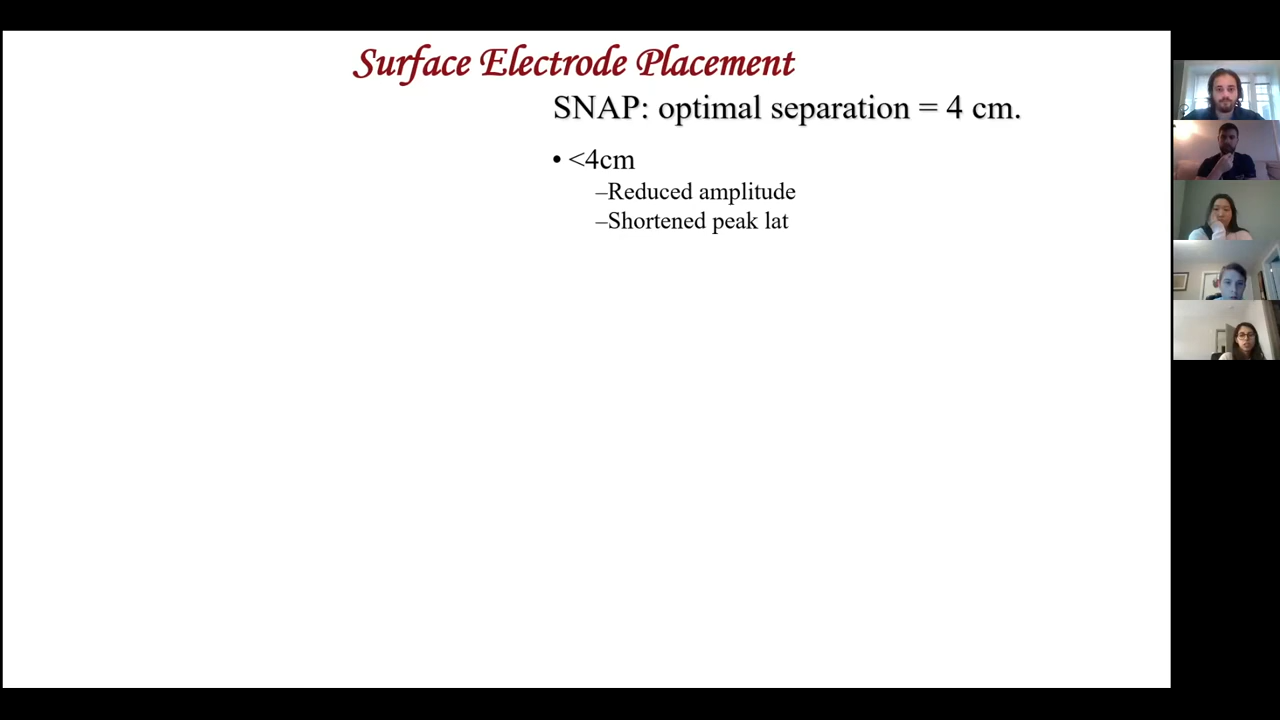 Surface Electrode Placement
SNAP: optimal separation = 4 cm.
• <4cm
–Reduced amplitude
–Shortened peak lat